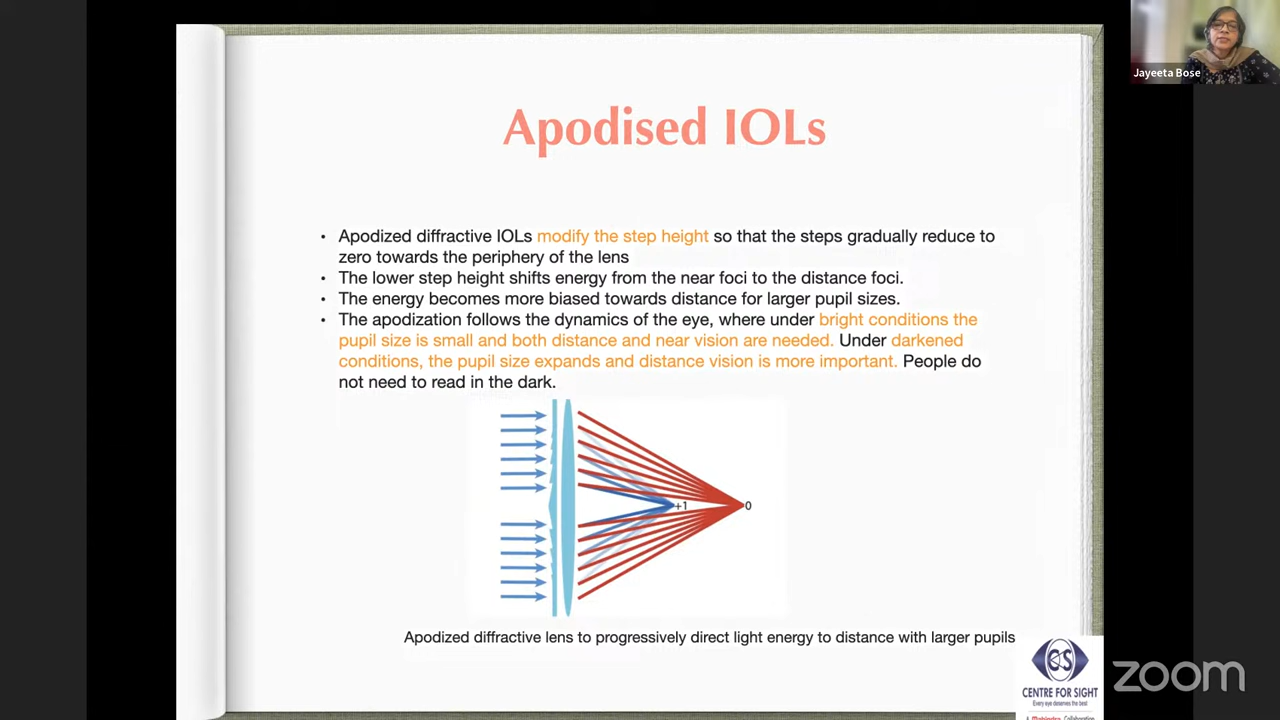 Jayeeta Bose
Apodised IOLs
• Apodized diffractive IOLs modify the step height so that the steps gradually reduce to
zero towards the periphery of the lens
• The lower step height shifts energy from the near foci to the distance foci.
• The energy becomes more biased towards distance for larger pupil sizes.
• The apodization follows the dynamics of the eye, where under bright conditions the
pupil size is small and both distance and near vision are needed. Under darkened
conditions, the pupil size expands and distance vision is more important. People do
not need to read in the dark.
+1
0
Apodized diffractive lens to progressively direct light energy to distance with larger pupils
CS
CENTRE FOR SIGHT
Every eye deserves the best
A Mahindra Collaboration
zoom